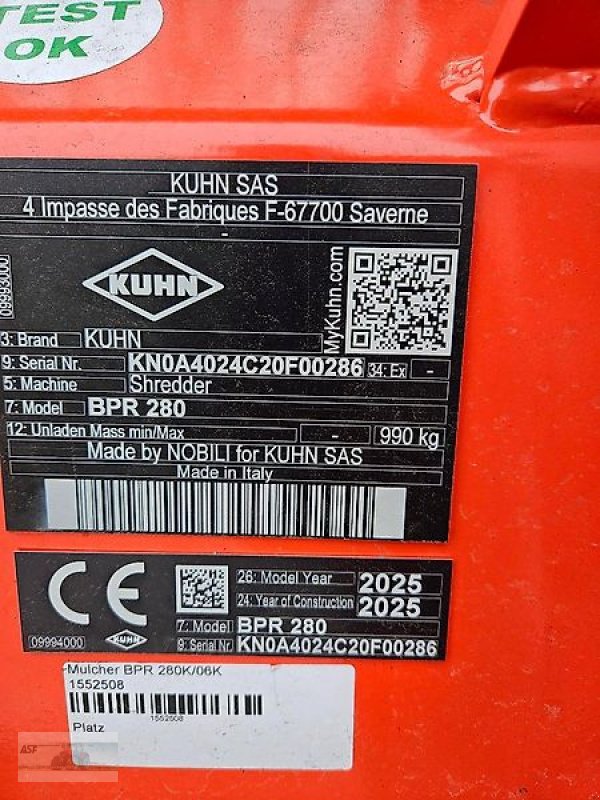 TEST
OK
KUHN SAS
4 Impasse des Fabriques F-67700 Saverne
-
09993000
KUHN
MyKuhn.com
3: Brand KUHN
9: Serial Nr. KN0A4024C20F00286 34: Ex -
5: Machine Shredder
7: Model BPR 280
12: Unladen Mass min/Max - 990 kg
Made by NOBILI for KUHN SAS
Made in Italy
CE
26: Model Year 2025
24: Year of Construction 2025
09994000 KUHN 7: Model BPR 280
9: Serial Nr. KN0A4024C20F00286
Mulcher BPR 280K/06K
1552508
1552508
Platz
ASF